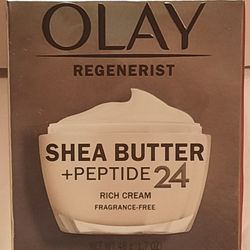 OLAY
REGENERIST
SHEA BUTTER
+PEPTIDE 24
RICH CREAM
FRAGRANCE-FREE